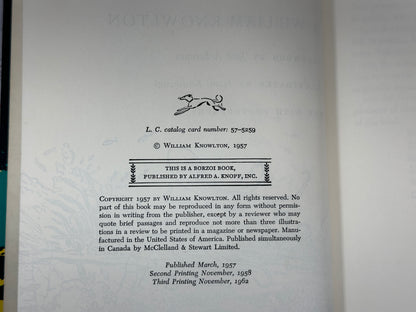 WILLIAM KNOWLTON
L. C. catalog card number: 57-5259
© William Knowlton, 1957
THIS IS A BORZOI BOOK,
PUBLISHED BY ALFRED A. KNOPF, INC.
Copyright 1957 by William Knowlton. All rights reserved. No
part of this book may be reproduced in any form without permis-
sion in writing from the publisher, except by a reviewer who may
quote brief passages and reproduce not more than three illustra-
tions in a review to be printed in a magazine or newspaper. Manu-
factured in the United States of America. Published simultaneously
in Canada by McClelland & Stewart Limited.
Published March, 1957
Second Printing November, 1958
Third Printing November, 1962